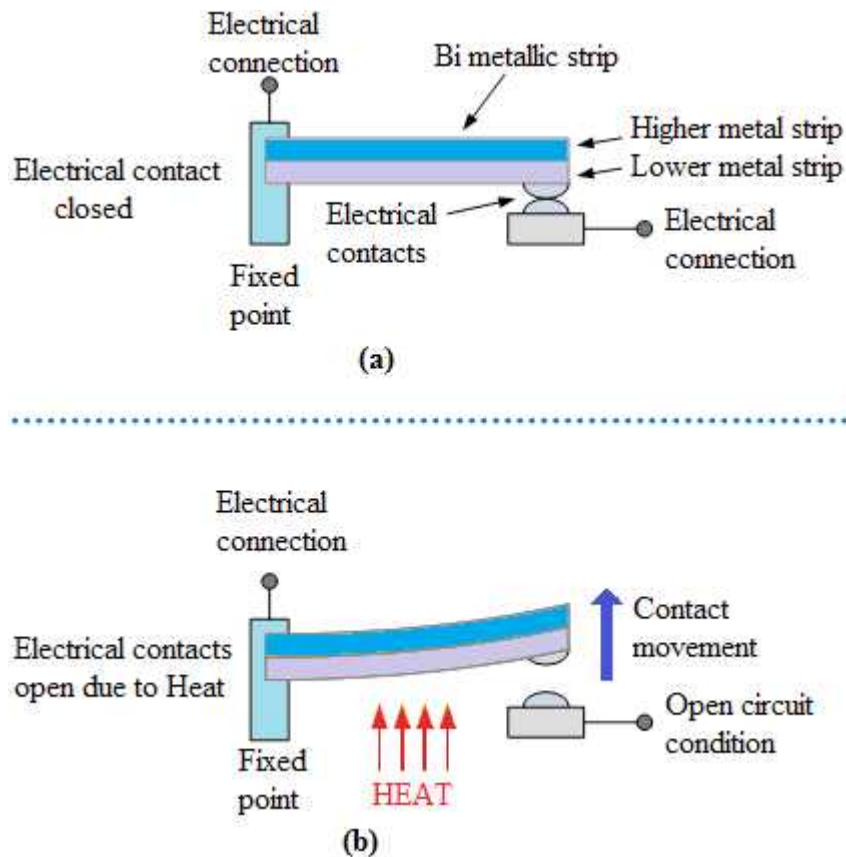 Electrical
connection
Bi metallic strip
Higher metal strip
Lower metal strip
Electrical contact
closed
Electrical
contacts
Electrical
connection
Fixed
point
(a)
Electrical
connection
Contact
movement
Electrical contacts
open due to Heat
Open circuit
condition
Fixed
point
HEAT
(b)